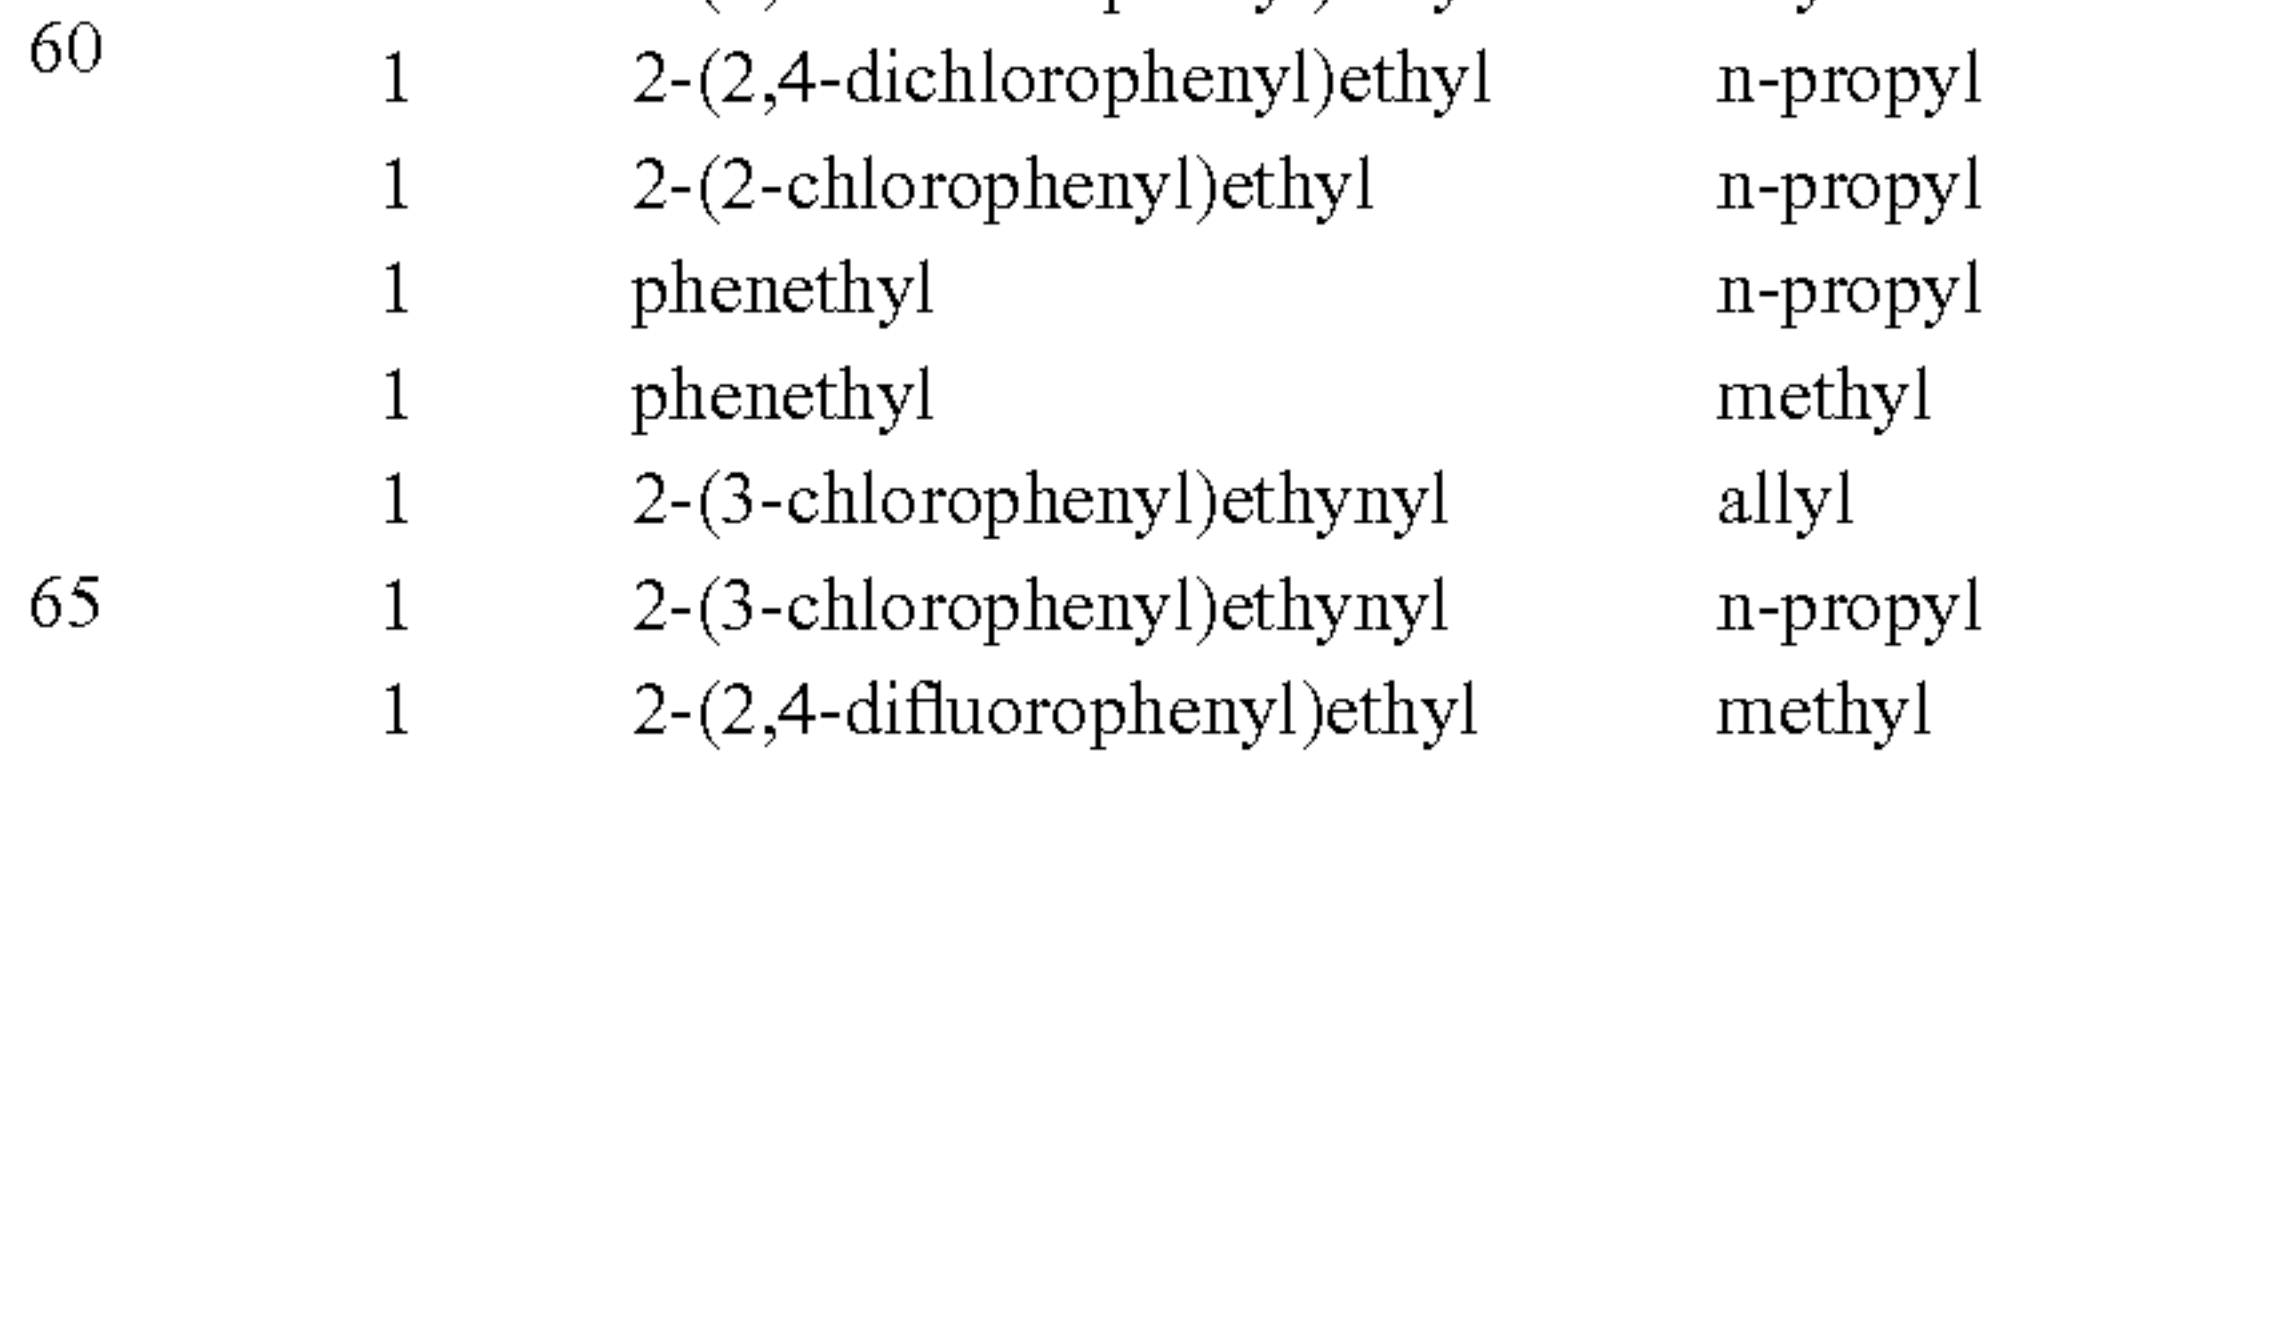 60
1 2-(2,4-dichlorophenyl)ethyl n-propyl
1 2-(2-chlorophenyl)ethyl n-propyl
1 phenethyl n-propyl
1 phenethyl methyl
1 2-(3-chlorophenyl)ethynyl allyl
65 1 2-(3-chlorophenyl)ethynyl n-propyl
1 2-(2,4-difluorophenyl)ethyl methyl